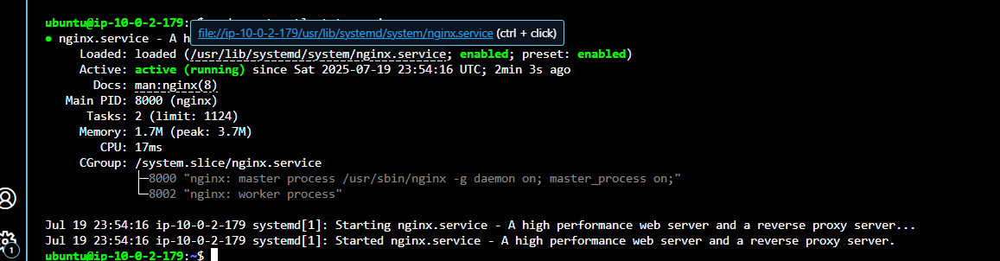 ubuntu@ip-10-0-2-179:
file://ip-10-0-2-179/usr/lib/systemd/system/nginx.service (ctrl + click)
● nginx.service - A h
Loaded: loaded (/usr/lib/systemd/system/nginx.service; enabled; preset: enabled)
Active: active (running) since Sat 2025-07-19 23:54:16 UTC; 2min 3s ago
Docs: man:nginx(8)
Main PID: 8000 (nginx)
Tasks: 2 (limit: 1124)
Memory: 1.7M (peak: 3.7M)
CPU: 17ms
CGroup: /system.slice/nginx.service
├─8000 "nginx: master process /usr/sbin/nginx -g daemon on; master_process on;"
└─8002 "nginx: worker process"
Jul 19 23:54:16 ip-10-0-2-179 systemd[1]: Starting nginx.service - A high performance web server and a reverse proxy server...
Jul 19 23:54:16 ip-10-0-2-179 systemd[1]: Started nginx.service - A high performance web server and a reverse proxy server.
ubuntu@ip-10-0-2-179:~$
1